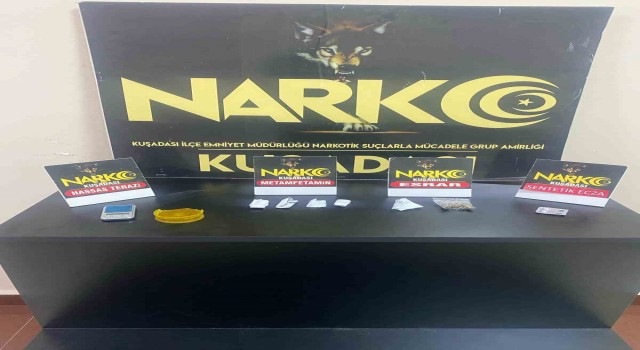 NARKO
KUŞADASI İLÇE EMNİYET MÜDÜRLÜĞÜ NARKOTİK SUÇLARLA MÜCADELE GRUP AMİRLİĞİ
KUŞADASI
NARKO
KUŞADASI
HASSAS TERAZİ
NARKO
KUŞADASI
METAMFETAMİN
NARKO
KUŞADASI
ESRAR
NARKO
KUŞADASI
SENTETİK ECZA